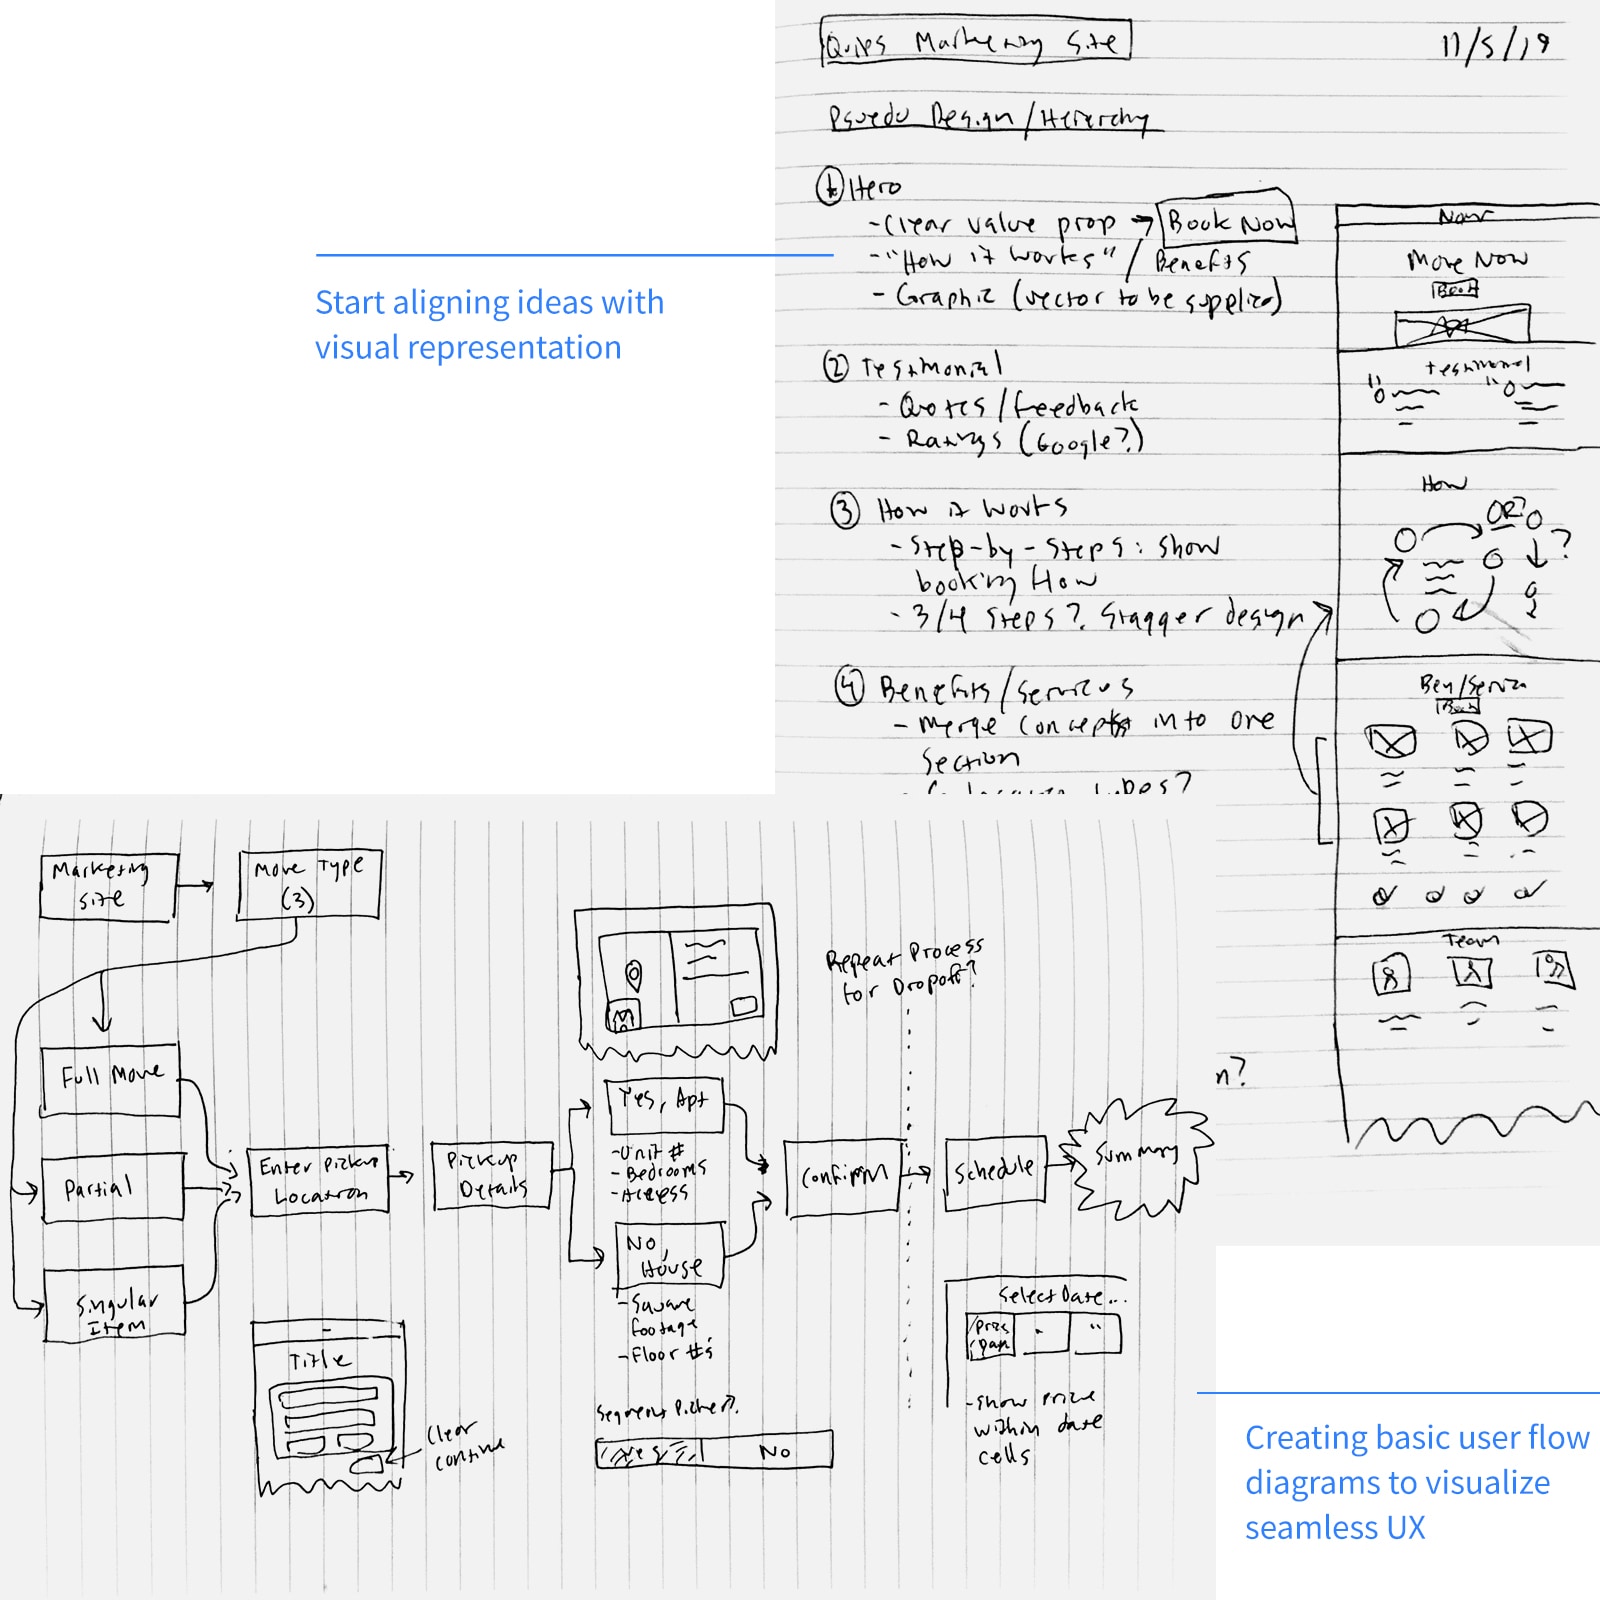 Quips Marketing Site
11/5/19
Psuedo Design/Hierarchy
1 Hero
-Clear value prop → Book Now
-"How it works" / Benefits
- Graphic (vector to be supplied)
2 Testimonial
- Quotes/feedback
- Ratings (Google?)
3 How it works
- Step-by-steps: show
booking flow
- 3/4 steps?. Stagger design
4 Benefits/Services
- Merge concepts into one
section
types?
n?
Nav
Move Now
Book
testimonial
How
OR?
?
Ben/Service
Book
Team
Start aligning ideas with
visual representation
Marketing
Site
Move Type
(3)
Full Move
Partial
Singular
Item
Enter Pickup
Location
Pickup
Details
Yes, Apt
-Unit #
-Bedrooms
-Access
No,
House
-Square
footage
-Floor #'s
Confirm
Repeat Process
for Dropoff?
Schedule
Summary
Title
Clear
continue
Segment Picker?
Yes
No
Select Date...
-Show price
within date
cells
Creating basic user flow
diagrams to visualize
seamless UX